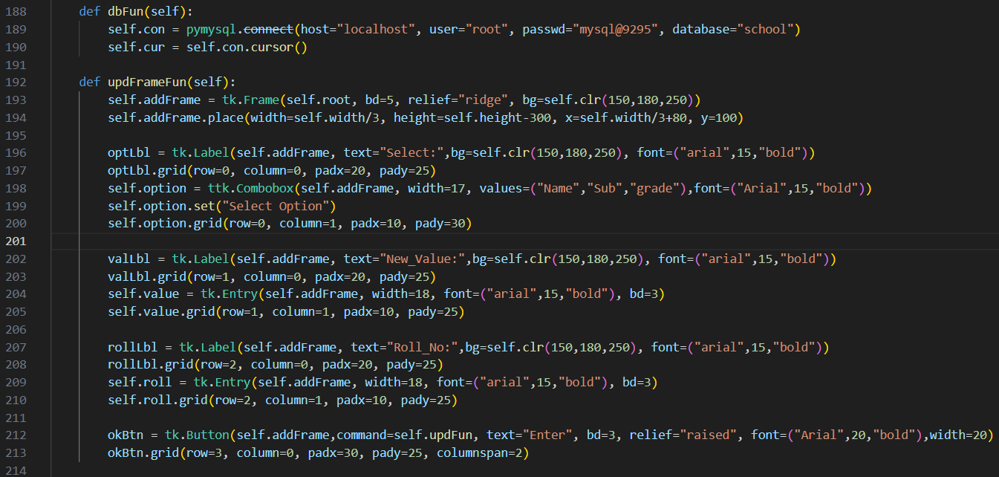 188 def dbFun(self):
189 self.con = pymysql.connect(host="localhost", user="root", passwd="mysql@9295", database="school")
190 self.cur = self.con.cursor()
191
192 def updFrameFun(self):
193 self.addFrame = tk.Frame(self.root, bd=5, relief="ridge", bg=self.clr(150,180,250))
194 self.addFrame.place(width=self.width/3, height=self.height-300, x=self.width/3+80, y=100)
195
196 optLbl = tk.Label(self.addFrame, text="Select:",bg=self.clr(150,180,250), font=("arial",15,"bold"))
197 optLbl.grid(row=0, column=0, padx=20, pady=25)
198 self.option = ttk.Combobox(self.addFrame, width=17, values=("Name","Sub","grade"),font=("Arial",15,"bold"))
199 self.option.set("Select Option")
200 self.option.grid(row=0, column=1, padx=10, pady=30)
201
202 valLbl = tk.Label(self.addFrame, text="New_Value:",bg=self.clr(150,180,250), font=("arial",15,"bold"))
203 valLbl.grid(row=1, column=0, padx=20, pady=25)
204 self.value = tk.Entry(self.addFrame, width=18, font=("arial",15,"bold"), bd=3)
205 self.value.grid(row=1, column=1, padx=10, pady=25)
206
207 rollLbl = tk.Label(self.addFrame, text="Roll_No:",bg=self.clr(150,180,250), font=("arial",15,"bold"))
208 rollLbl.grid(row=2, column=0, padx=20, pady=25)
209 self.roll = tk.Entry(self.addFrame, width=18, font=("arial",15,"bold"), bd=3)
210 self.roll.grid(row=2, column=1, padx=10, pady=25)
211
212 okBtn = tk.Button(self.addFrame,command=self.updFun, text="Enter", bd=3, relief="raised", font=("Arial",20,"bold"),width=20)
213 okBtn.grid(row=3, column=0, padx=30, pady=25, columnspan=2)
214